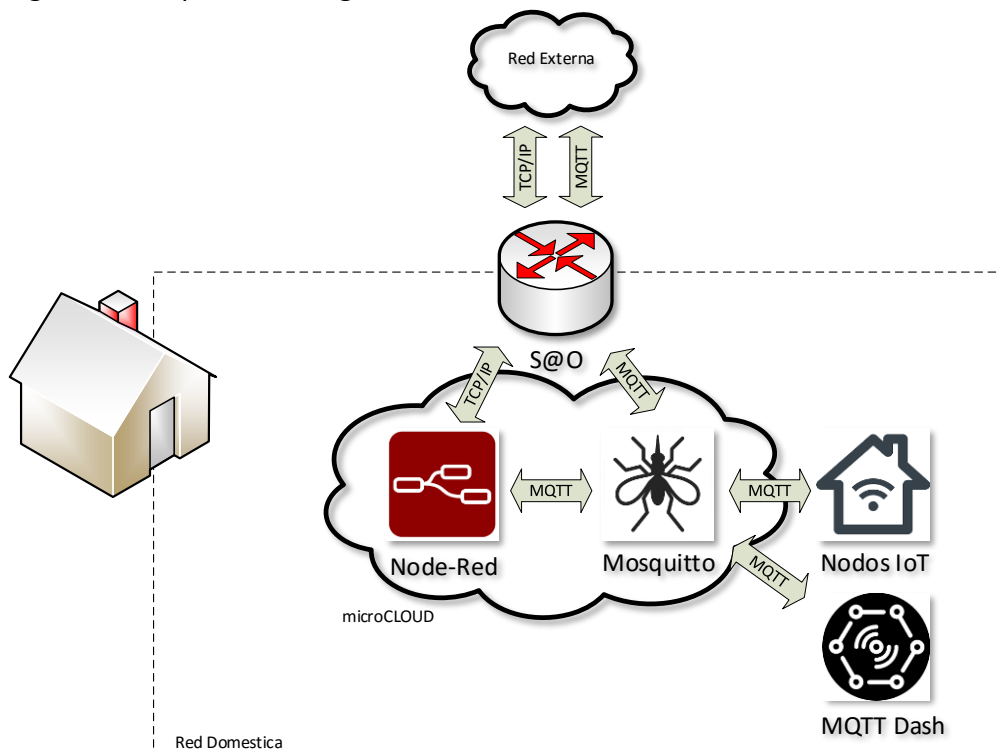 Red Externa
TCP/IP
MQTT
S@O
TCP/IP
MQTT
MQTT
MQTT
Node-Red
Mosquitto
Nodos IoT
MQTT
microCLOUD
MQTT Dash
Red Domestica